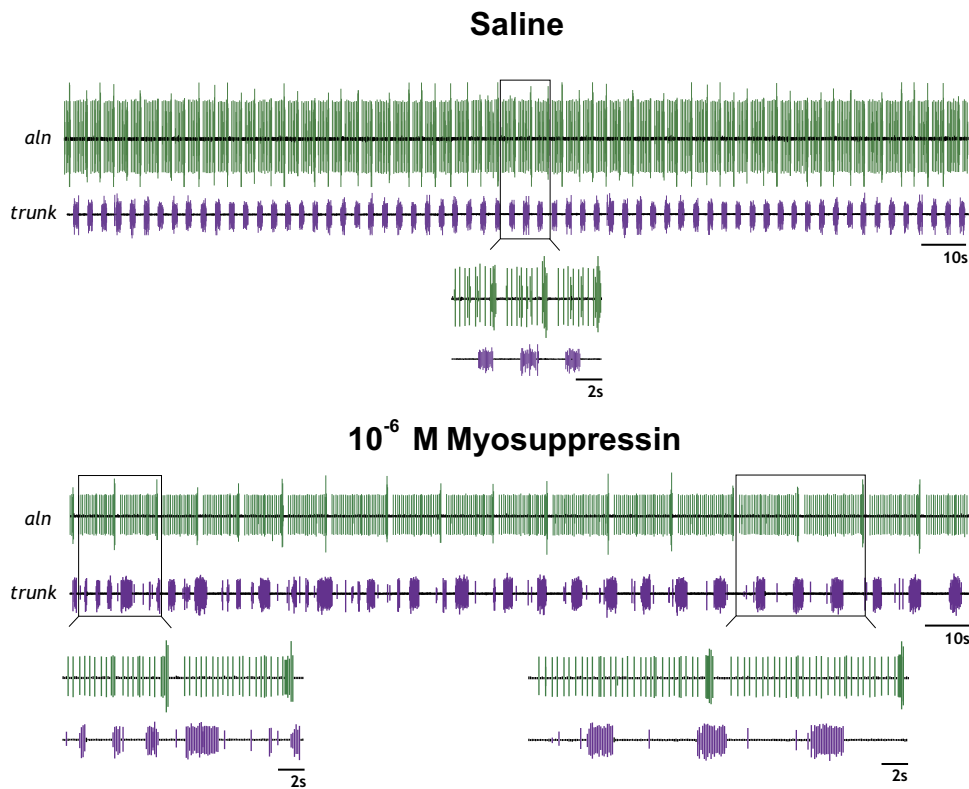 Saline
aln
trunk
10s
2s
10⁻⁶ M Myosuppressin
aln
trunk
10s
2s
2s